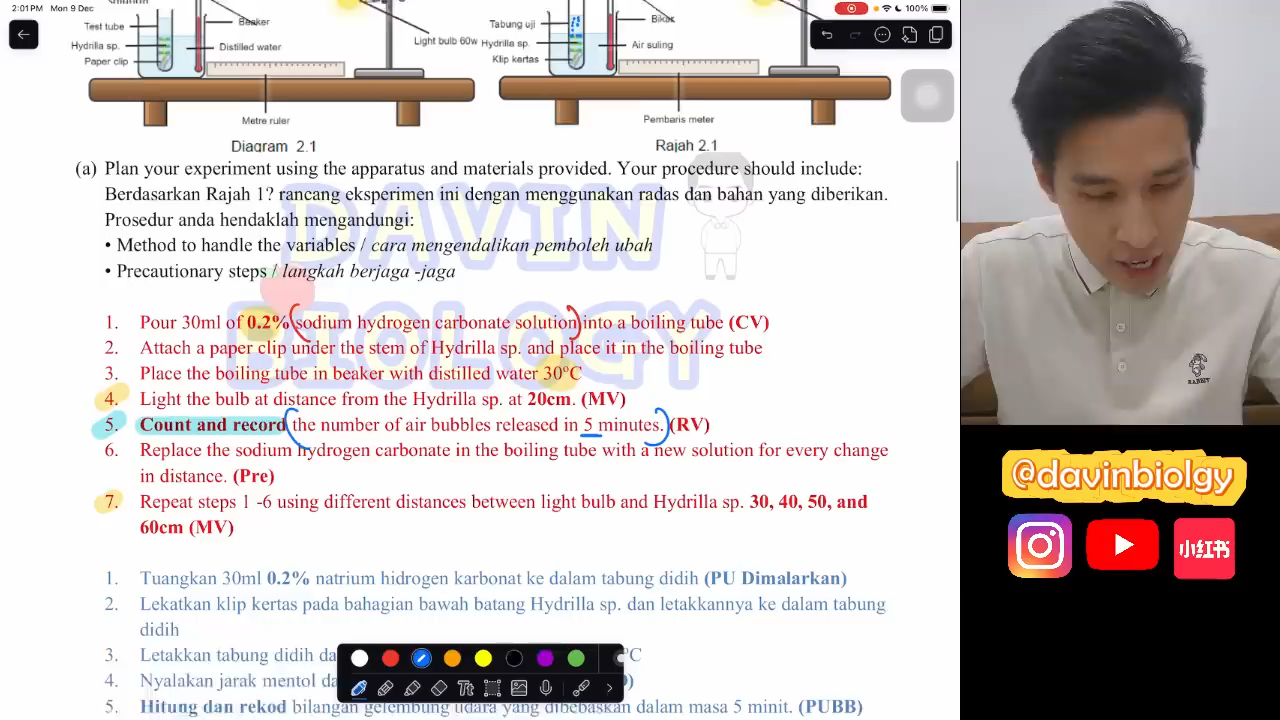 2:01PM Mon 9 Dec
100%
Test tube
Beaker
Hydrilla sp.
Distilled water
Paper clip
Light bulb 60w
Metre ruler
Diagram 2.1
Tabung uji
Bikar
Hydrilla sp.
Air suling
Klip kertas
Pembaris meter
Rajah 2.1
(a) Plan your experiment using the apparatus and materials provided. Your procedure should include:
Berdasarkan Rajah 1? rancang eksperimen ini dengan menggunakan radas dan bahan yang diberikan.
Prosedur anda hendaklah mengandungi:
• Method to handle the variables / cara mengendalikan pemboleh ubah
• Precautionary steps / langkah berjaga -jaga
DAVIN
BIOLOGY
1. Pour 30ml of 0.2% sodium hydrogen carbonate solution into a boiling tube (CV)
2. Attach a paper clip under the stem of Hydrilla sp. and place it in the boiling tube
3. Place the boiling tube in beaker with distilled water 30°C
4. Light the bulb at distance from the Hydrilla sp. at 20cm. (MV)
5. Count and record the number of air bubbles released in 5 minutes. (RV)
6. Replace the sodium hydrogen carbonate in the boiling tube with a new solution for every change
in distance. (Pre)
7. Repeat steps 1 -6 using different distances between light bulb and Hydrilla sp. 30, 40, 50, and
60cm (MV)
1. Tuangkan 30ml 0.2% natrium hidrogen karbonat ke dalam tabung didih (PU Dimalarkan)
2. Lekatkan klip kertas pada bahagian bawah batang Hydrilla sp. dan letakkannya ke dalam tabung
didih
3. Letakkan tabung didih
4. Nyalakan jarak mentol
5. Hitung dan rekod bilangan gelembung udara yang dibebaskan dalam masa 5 minit. (PUBB)
Tt
RABBIT
@davinbiolgy
小红书